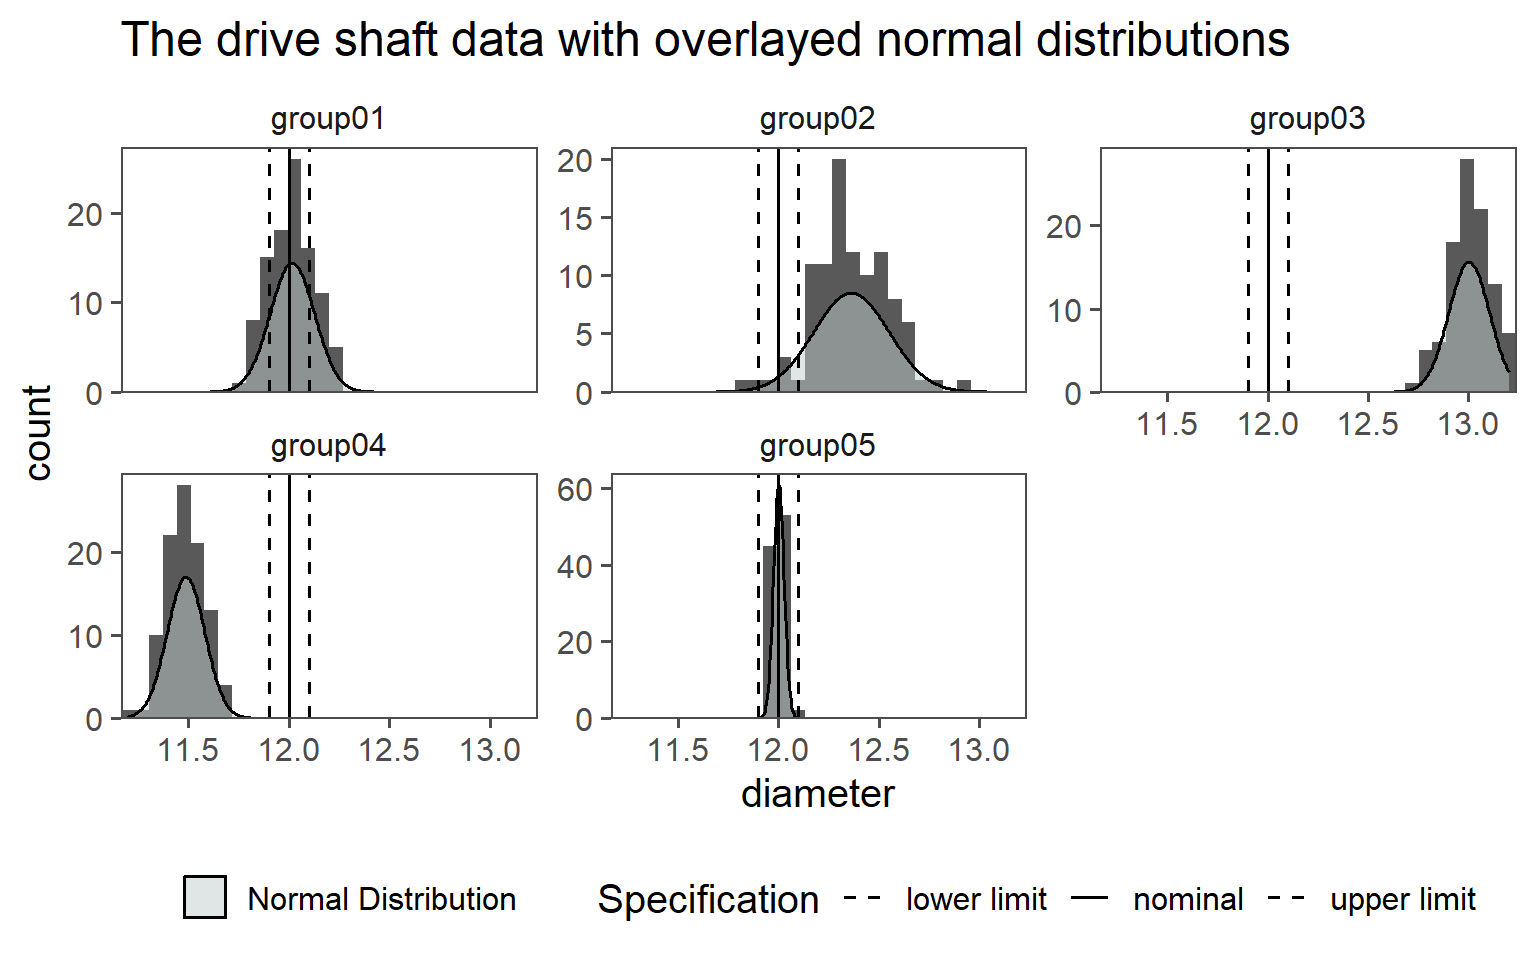 The drive shaft data with overlayed normal distributions
group01
group02
group03
20
10
0
20
15
10
5
0
20
10
0
11.5 12.0 12.5 13.0
count
group04
group05
20
10
0
60
40
20
0
11.5 12.0 12.5 13.0
11.5 12.0 12.5 13.0
diameter
Normal Distribution
Specification lower limit nominal upper limit